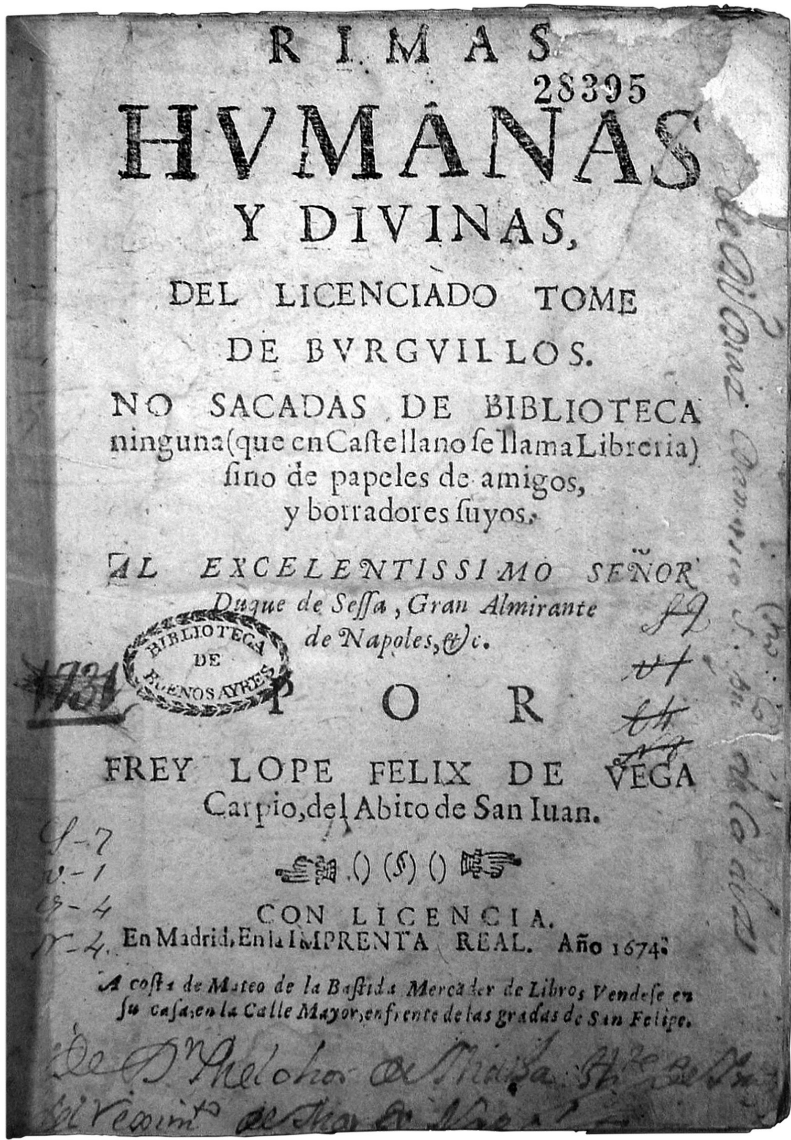 RIMAS
28395
HVMANAS
Y DIVINAS,
DEL LICENCIADO TOME
DE BVRGVILLOS.
NO SACADAS DE BIBLIOTECA
ninguna (que en Caſtellano ſe llama Libreria)
ſino de papeles de amigos,
y borradores ſuyos.
AL EXCELENTISSIMO SEÑOR
Duque de Seſſa, Gran Almirante
de Napoles, &c.
BIBLIOTECA
DE
BUENOS AYRES
1731
POR
FREY LOPE FELIX DE VEGA
Carpio, del Abito de San Iuan.
() (§) ()
CON LICENCIA.
En Madrid, En la IMPRENTA REAL. Año 1674.
A coſta de Mateo de la Baſtida Mercader de Libros Vendeſe en
ſu caſa, en la Calle Mayor, enfrente de las gradas de San Felipe.